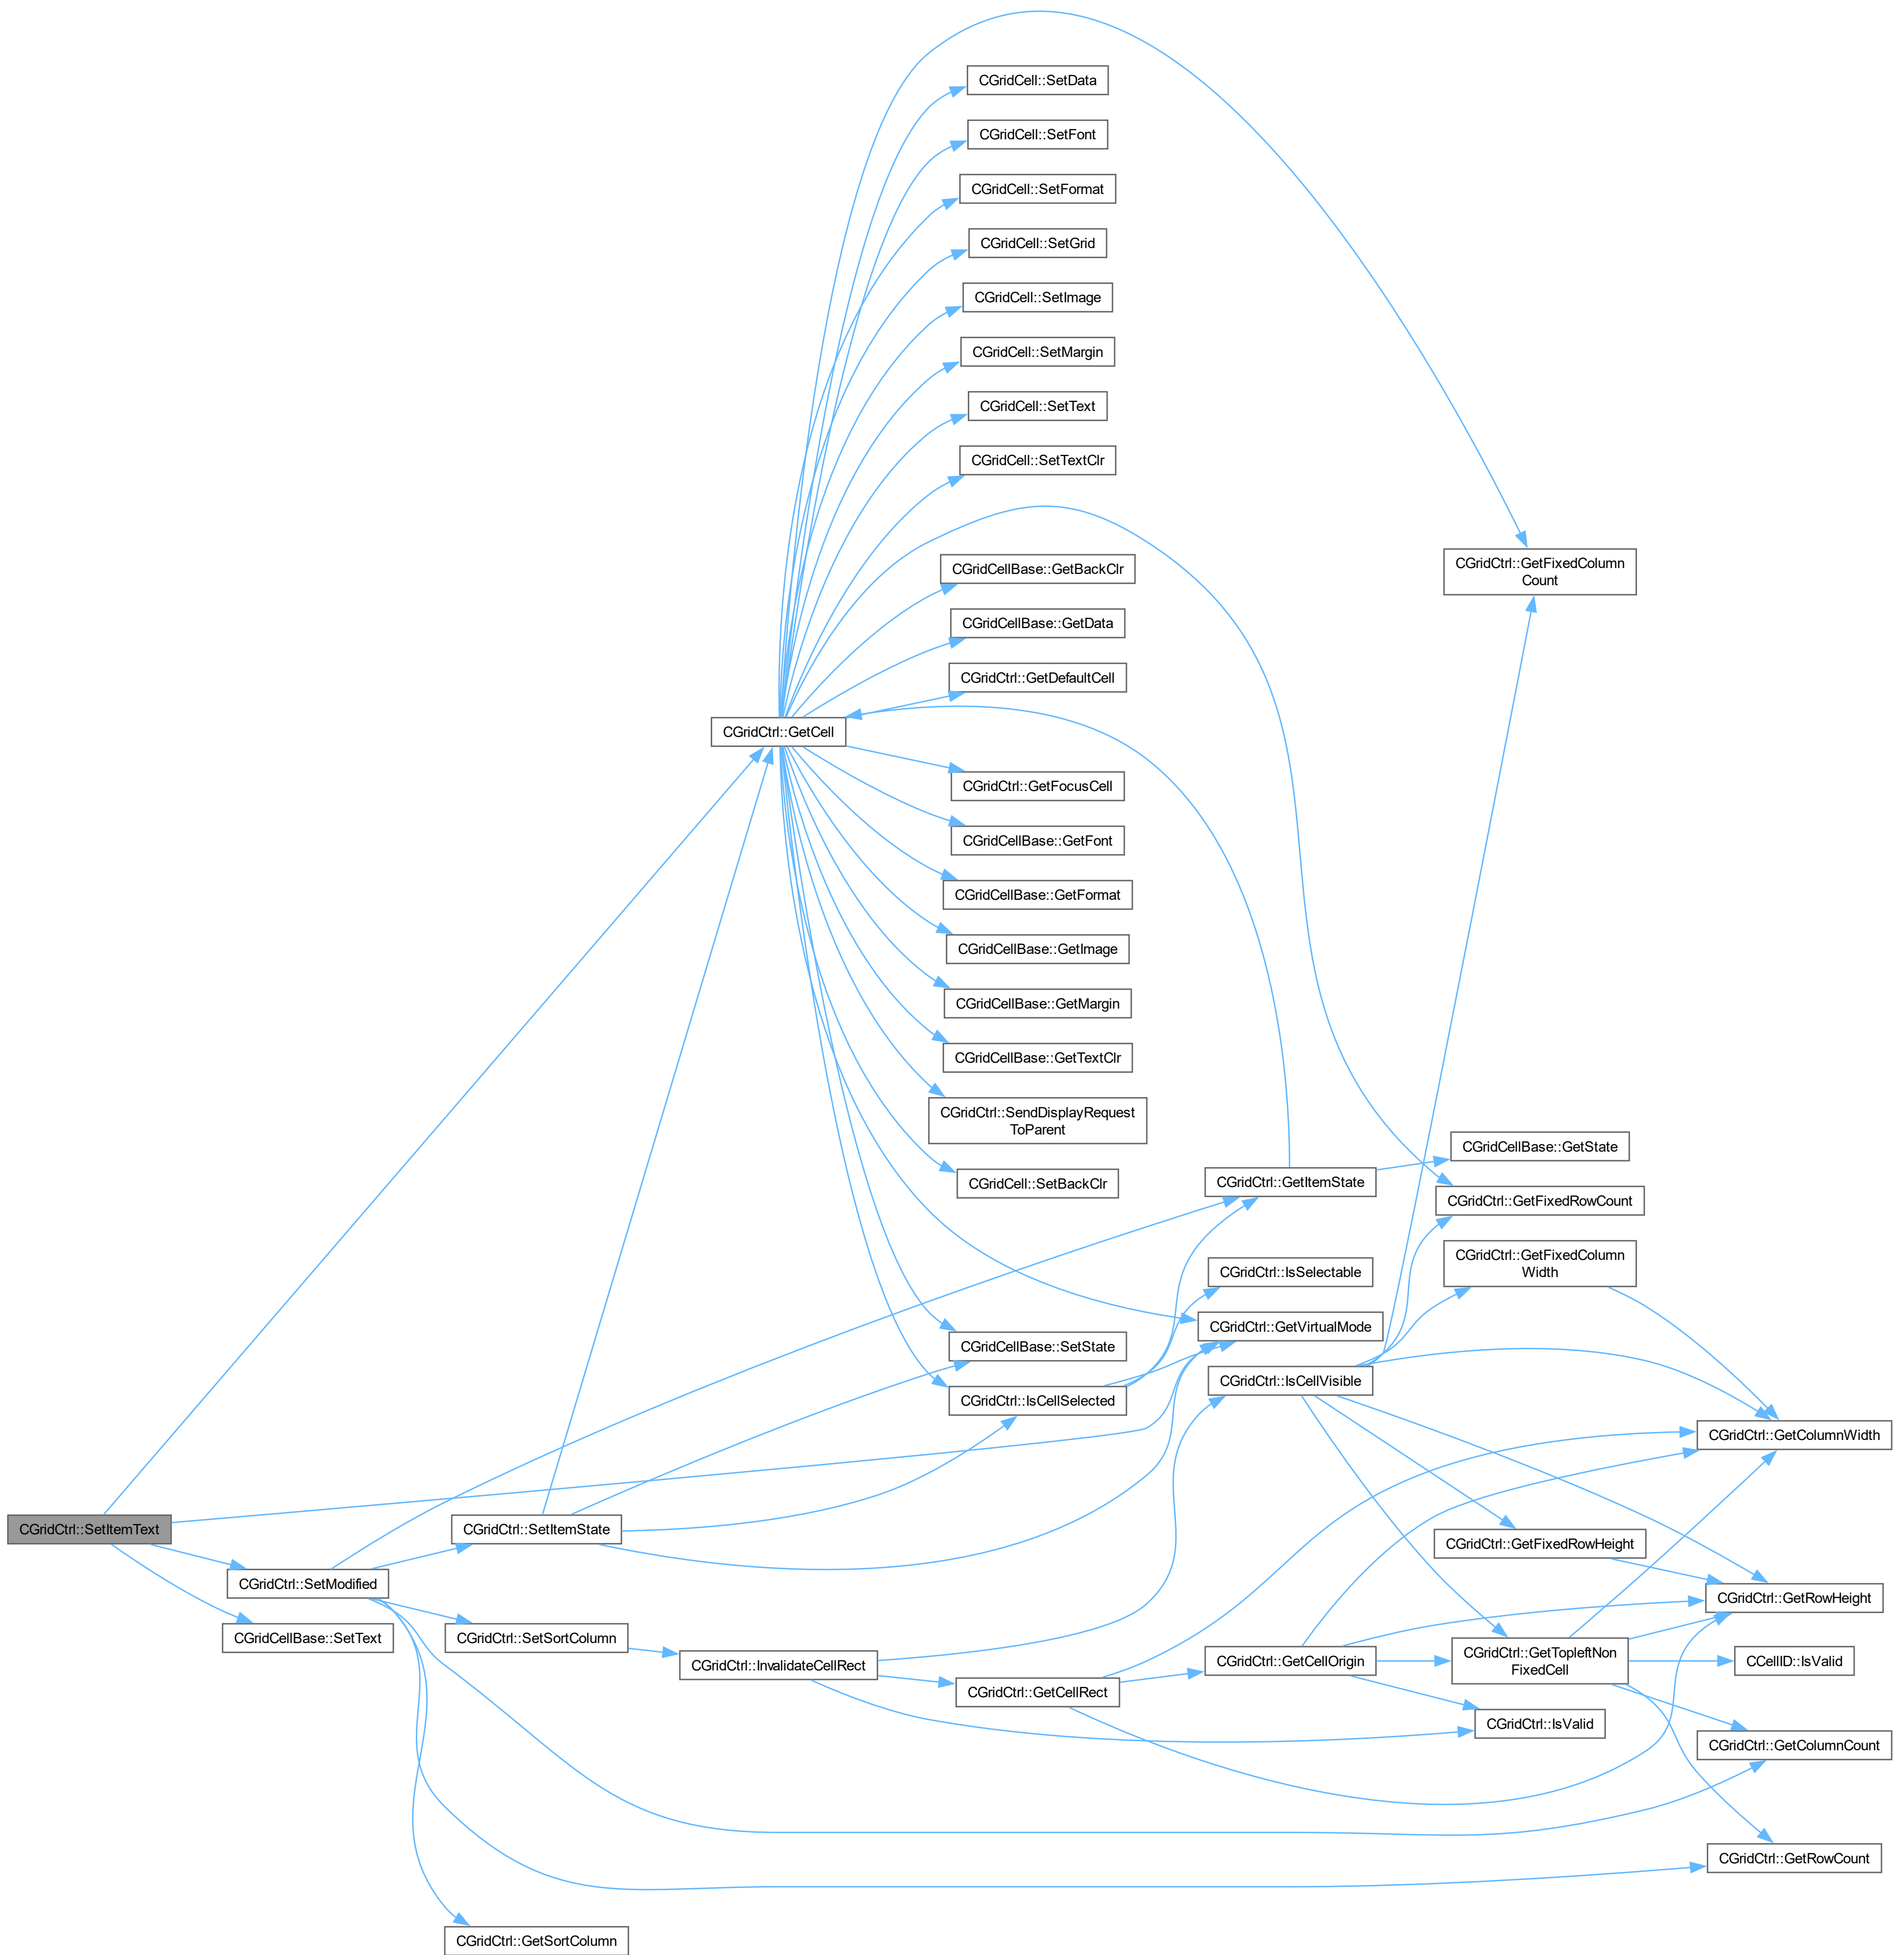 CGridCell::SetData
CGridCell::SetFont
CGridCell::SetFormat
CGridCell::SetGrid
CGridCell::SetImage
CGridCell::SetMargin
CGridCell::SetText
CGridCell::SetTextClr
CGridCtrl::GetFixedColumn
Count
CGridCellBase::GetBackClr
CGridCellBase::GetData
CGridCtrl::GetDefaultCell
CGridCtrl::GetCell
CGridCtrl::GetFocusCell
CGridCellBase::GetFont
CGridCellBase::GetFormat
CGridCellBase::GetImage
CGridCellBase::GetMargin
CGridCellBase::GetTextClr
CGridCtrl::SendDisplayRequest
ToParent
CGridCellBase::GetState
CGridCell::SetBackClr
CGridCtrl::GetItemState
CGridCtrl::GetFixedRowCount
CGridCtrl::GetFixedColumn
Width
CGridCtrl::IsSelectable
CGridCtrl::GetVirtualMode
CGridCellBase::SetState
CGridCtrl::IsCellVisible
CGridCtrl::IsCellSelected
CGridCtrl::GetColumnWidth
CGridCtrl::SetItemText
CGridCtrl::SetItemState
CGridCtrl::GetFixedRowHeight
CGridCtrl::SetModified
CGridCtrl::GetRowHeight
CGridCellBase::SetText
CGridCtrl::SetSortColumn
CGridCtrl::InvalidateCellRect
CGridCtrl::GetCellOrigin
CGridCtrl::GetTopleftNon
FixedCell
CCellID::IsValid
CGridCtrl::GetCellRect
CGridCtrl::IsValid
CGridCtrl::GetColumnCount
CGridCtrl::GetRowCount
CGridCtrl::GetSortColumn